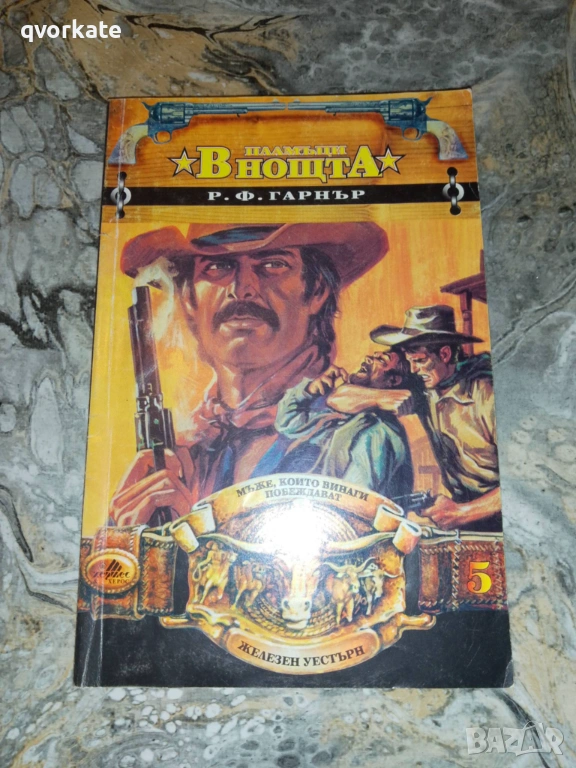 qvorkate
ПЛАМЪЦИ
В НОЩТА
Р. Ф. ГАРНЪР
МЪЖЕ, КОИТО ВИНАГИ
ПОБЕЖДАВАТ
5
ЖЕЛЕЗЕН УЕСТЪРН
BAZAR